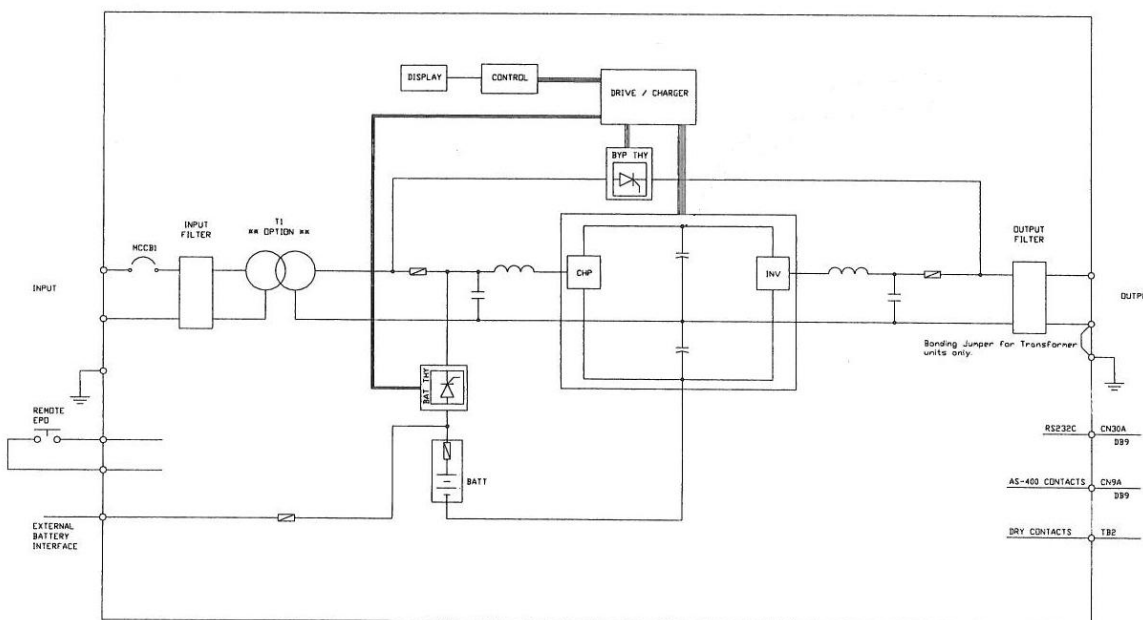 DISPLAY
CONTROL
DRIVE / CHARGER
BYP THY
T1
** OPTION **
INPUT
FILTER
MCCB1
INPUT
OUTPUT
FILTER
CHP
INV
Bonding Jumper for Transformer
units only.
BAT THY
REMOTE
EPO
BATT
EXTERNAL
BATTERY
INTERFACE
RS232C
CN30A
DB9
AS-400 CONTACTS
CN9A
DB9
DRY CONTACTS
TB2